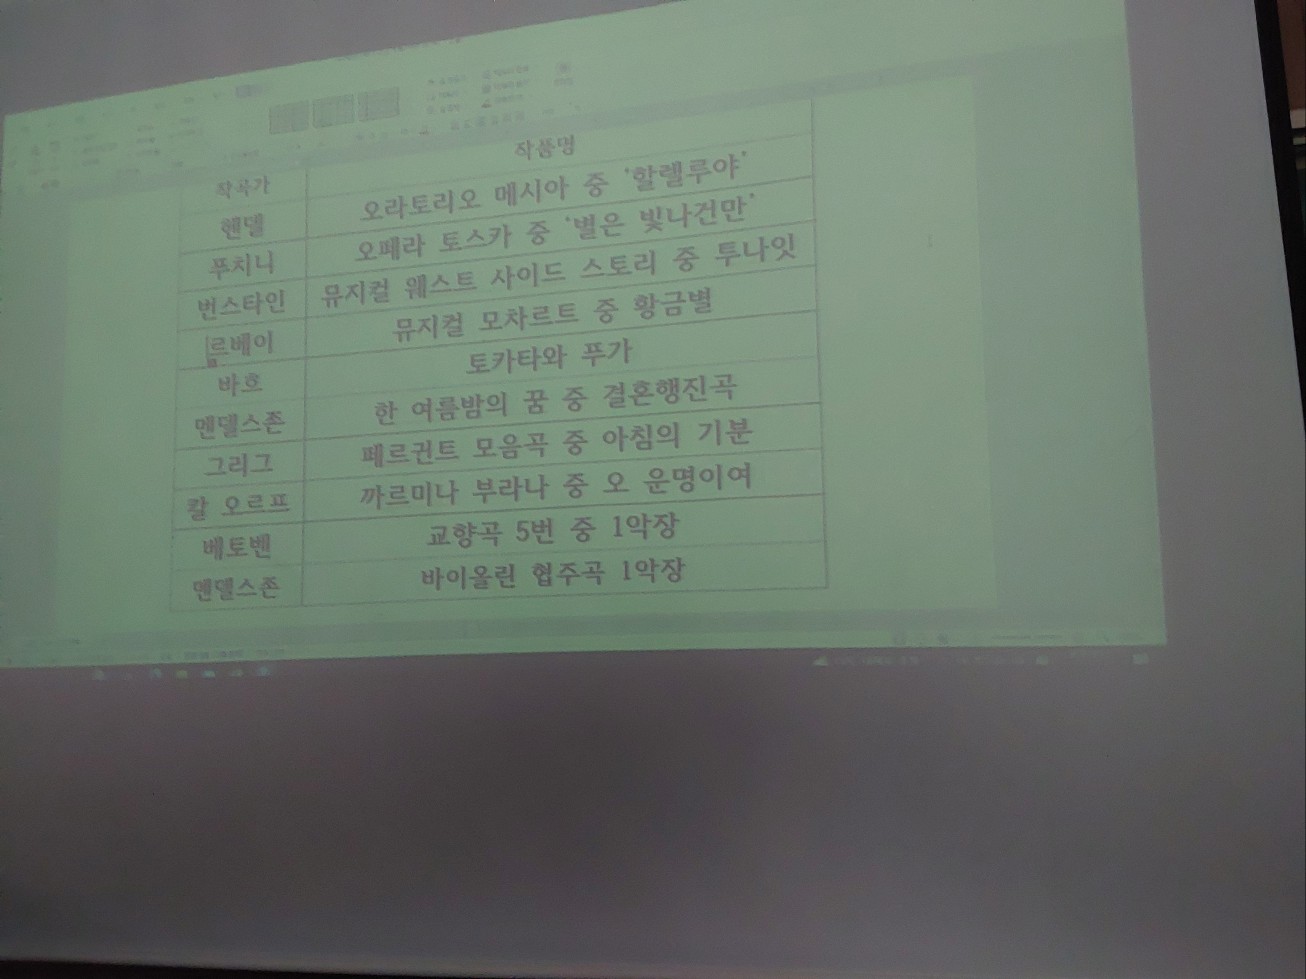 작곡가 작품명
헨델 오라토리오 메시아 중 '할렐루야'
푸치니 오페라 토스카 중 '별은 빛나건만'
번스타인 뮤지컬 웨스트 사이드 스토리 중 투나잇
르베이 뮤지컬 모차르트 중 황금별
바흐 토카타와 푸가
멘델스존 한 여름밤의 꿈 중 결혼행진곡
그리그 페르귄트 모음곡 중 아침의 기분
칼 오르프 까르미나 부라나 중 오 운명이여
베토벤 교향곡 5번 중 1악장
멘델스존 바이올린 협주곡 1악장